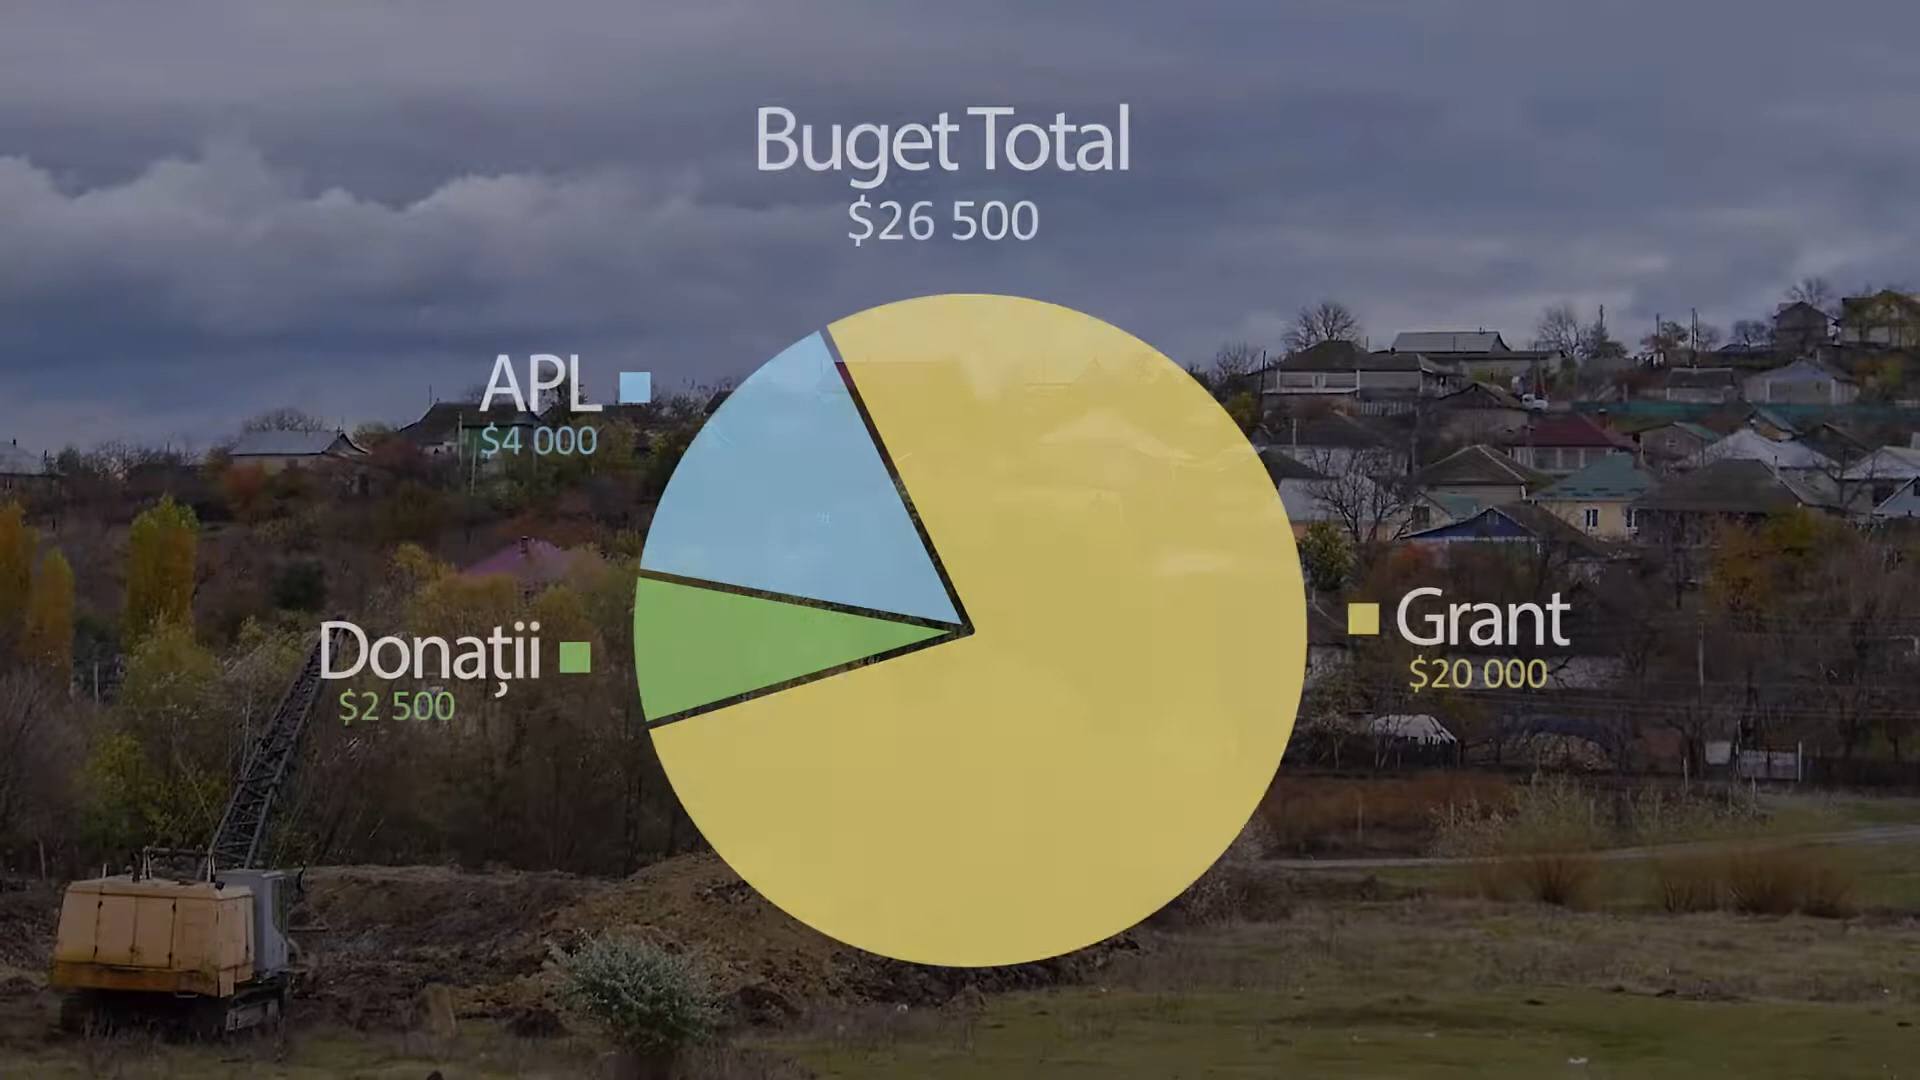 Buget Total
$26 500
APL
$4 000
Donații
$2 500
Grant
$20 000